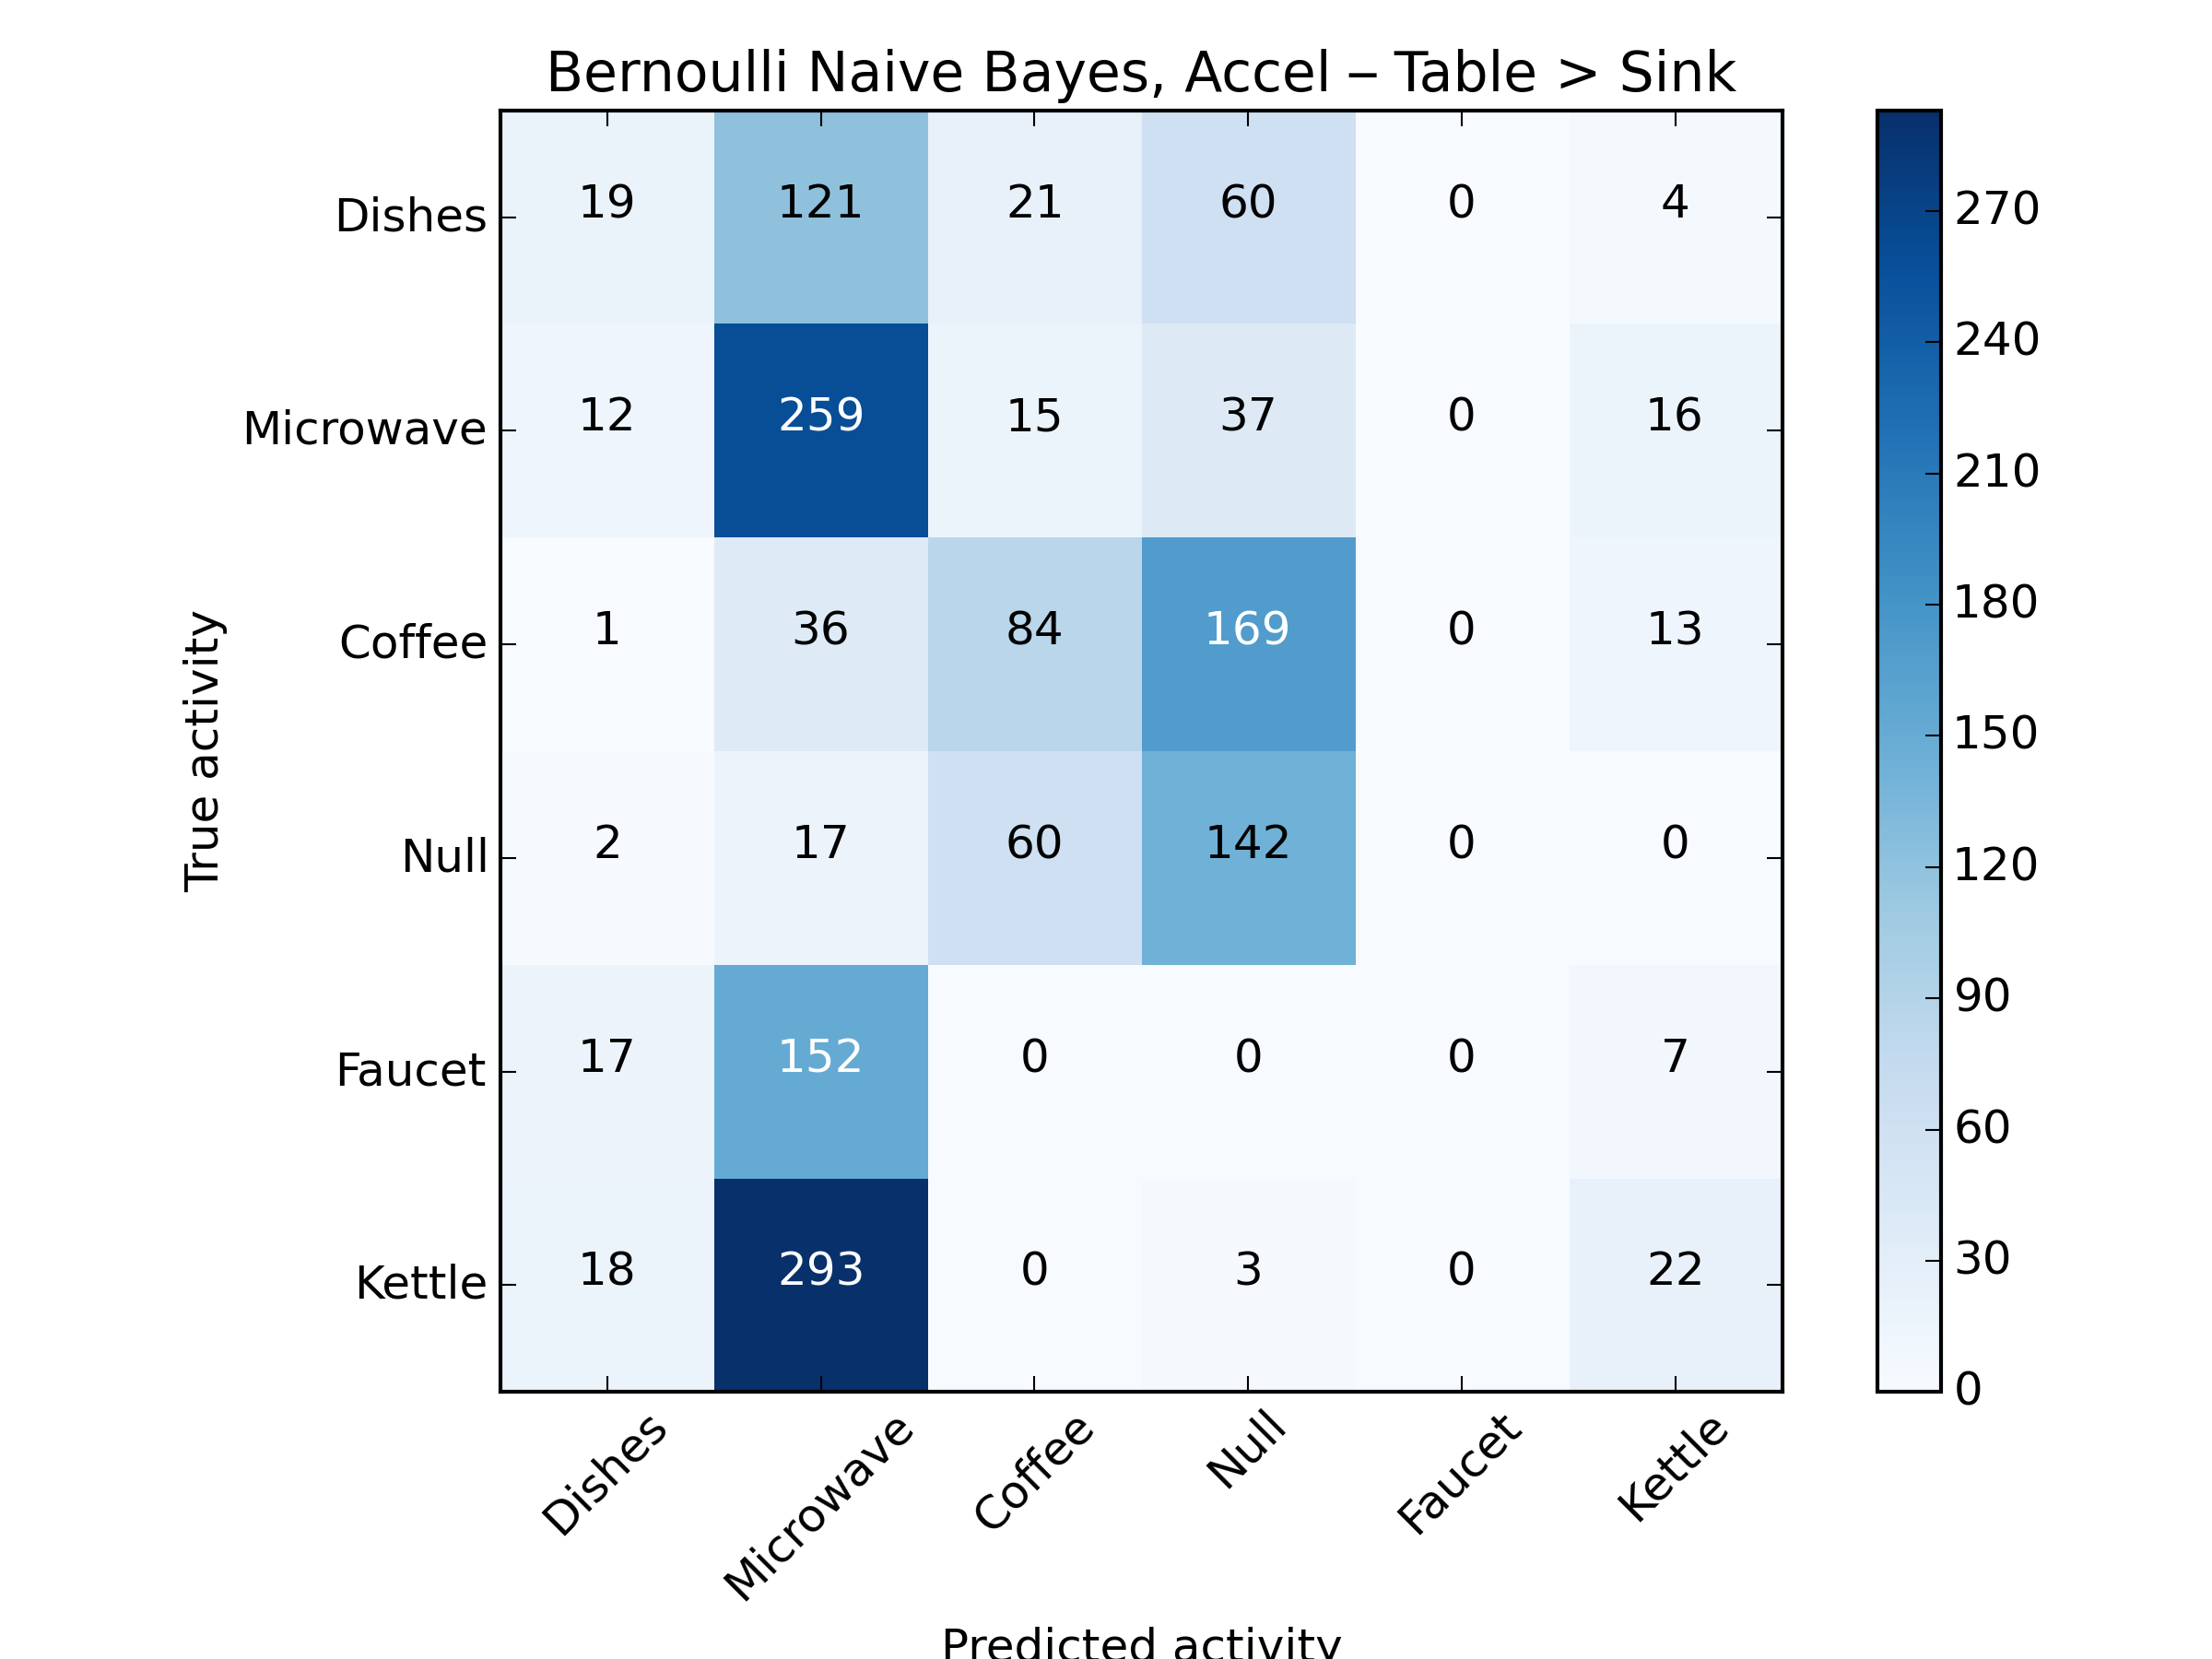 Bernoulli Naive Bayes, Accel – Table > Sink
Dishes 19 121 21 60 0 4
Microwave 12 259 15 37 0 16
Coffee 1 36 84 169 0 13
Null 2 17 60 142 0 0
Faucet 17 152 0 0 0 7
Kettle 18 293 0 3 0 22
True activity
Dishes Microwave Coffee Null Faucet Kettle
Predicted activity
270
240
210
180
150
120
90
60
30
0